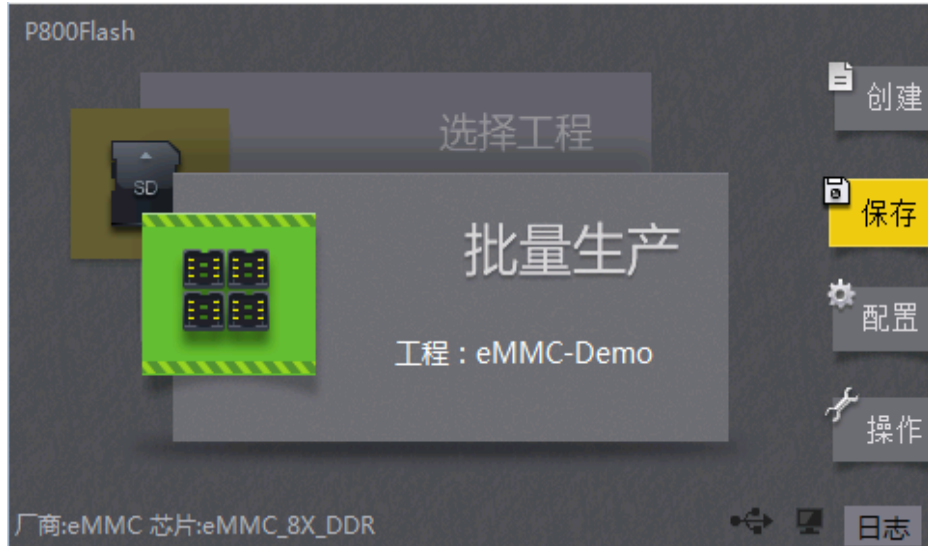 P800Flash
创建
选择工程
SD
保存
批量生产
配置
工程：eMMC-Demo
操作
厂商:eMMC 芯片:eMMC_8X_DDR
日志